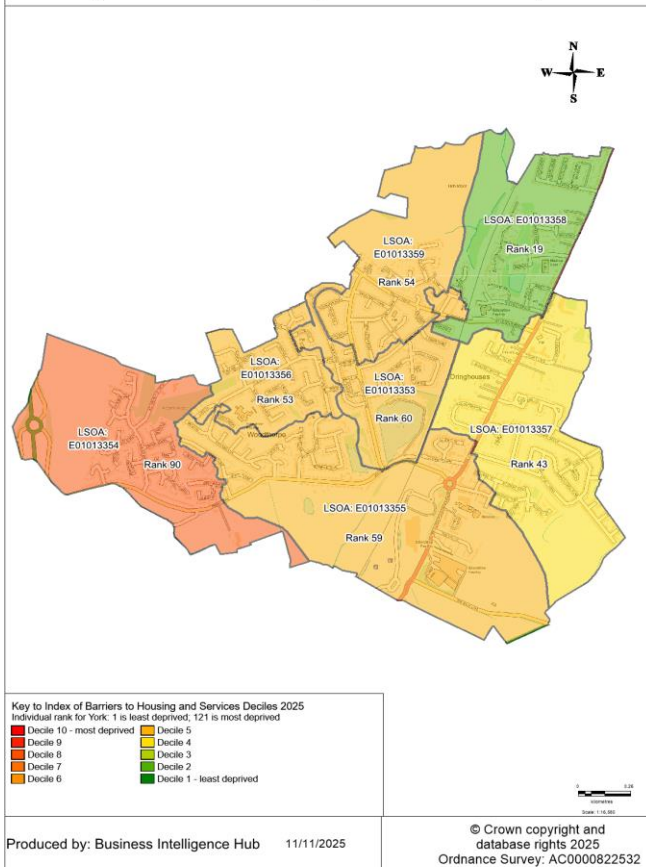 N
W E
S
LSOA: E01013358
Rank 19
LSOA:
E01013359
Rank 54
LSOA:
E01013356
Rank 53
LSOA:
E01013353
Rank 60
Dringhouses
LSOA: E01013357
Rank 43
LSOA:
E01013354
Rank 90
Woodthorpe
LSOA: E01013355
Rank 59
Key to Index of Barriers to Housing and Services Deciles 2025
Individual rank for York: 1 is least deprived; 121 is most deprived
Decile 10 - most deprived
Decile 9
Decile 8
Decile 7
Decile 6
Decile 5
Decile 4
Decile 3
Decile 2
Decile 1 - least deprived
kilometres
Produced by: Business Intelligence Hub 11/11/2025
© Crown copyright and
database rights 2025
Ordnance Survey: AC0000822532